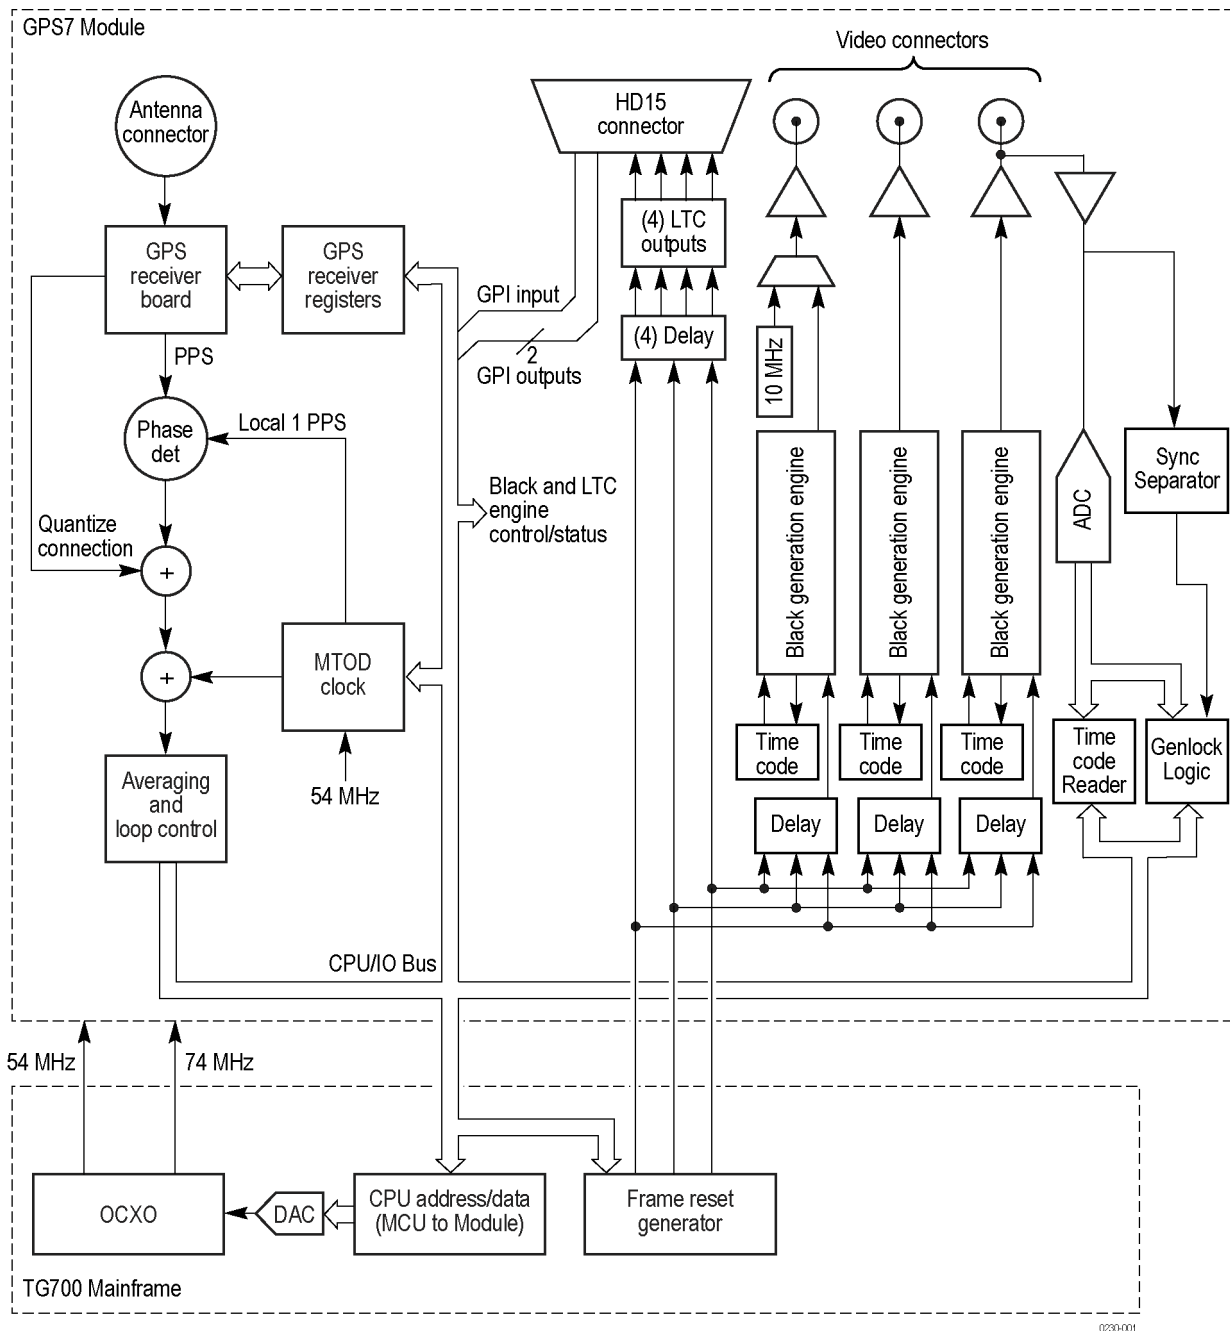 GPS7 Module
Video connectors
Antenna
connector
HD15
connector
(4) LTC
outputs
GPS
receiver
board
GPS
receiver
registers
GPI input
(4) Delay
2
GPI outputs
10 MHz
PPS
Phase
det
Local 1 PPS
Black and LTC
engine
control/status
Black generation engine
Black generation engine
Black generation engine
ADC
Sync
Separator
Quantize
connection
+
+
MTOD
clock
54 MHz
Time
code
Time
code
Time
code
Time
code
Reader
Genlock
Logic
Averaging
and
loop control
Delay
Delay
Delay
CPU/IO Bus
54 MHz
74 MHz
OCXO
DAC
CPU address/data
(MCU to Module)
Frame reset
generator
TG700 Mainframe
0230-001